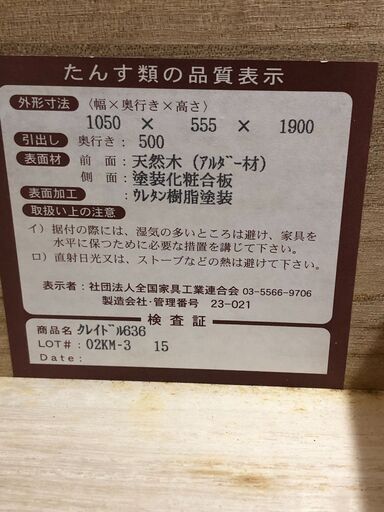 たんす類の品質表示
外形寸法 〈幅×奥行き×高さ〉
1050 × 555 × 1900
引出し 奥行き：500
表面材 前 面：天然木（ｱﾙﾀﾞｰ材）
側 面：塗装化粧合板
表面加工：ｳﾚﾀﾝ樹脂塗装
取扱い上の注意
イ）据付の際には、湿気の多いところは避け、家具を
水平に保つために必要な措置を講じて下さい。
ロ）直射日光又は、ストーブなどの熱は避けて下さい。
表示者：社団法人全国家具工業連合会 03-5566-9706
製造会社・管理番号 23-021
検査証
商品名 ｸﾚｲﾄﾞﾙ636
LOT#：02KM-3 15
Date：